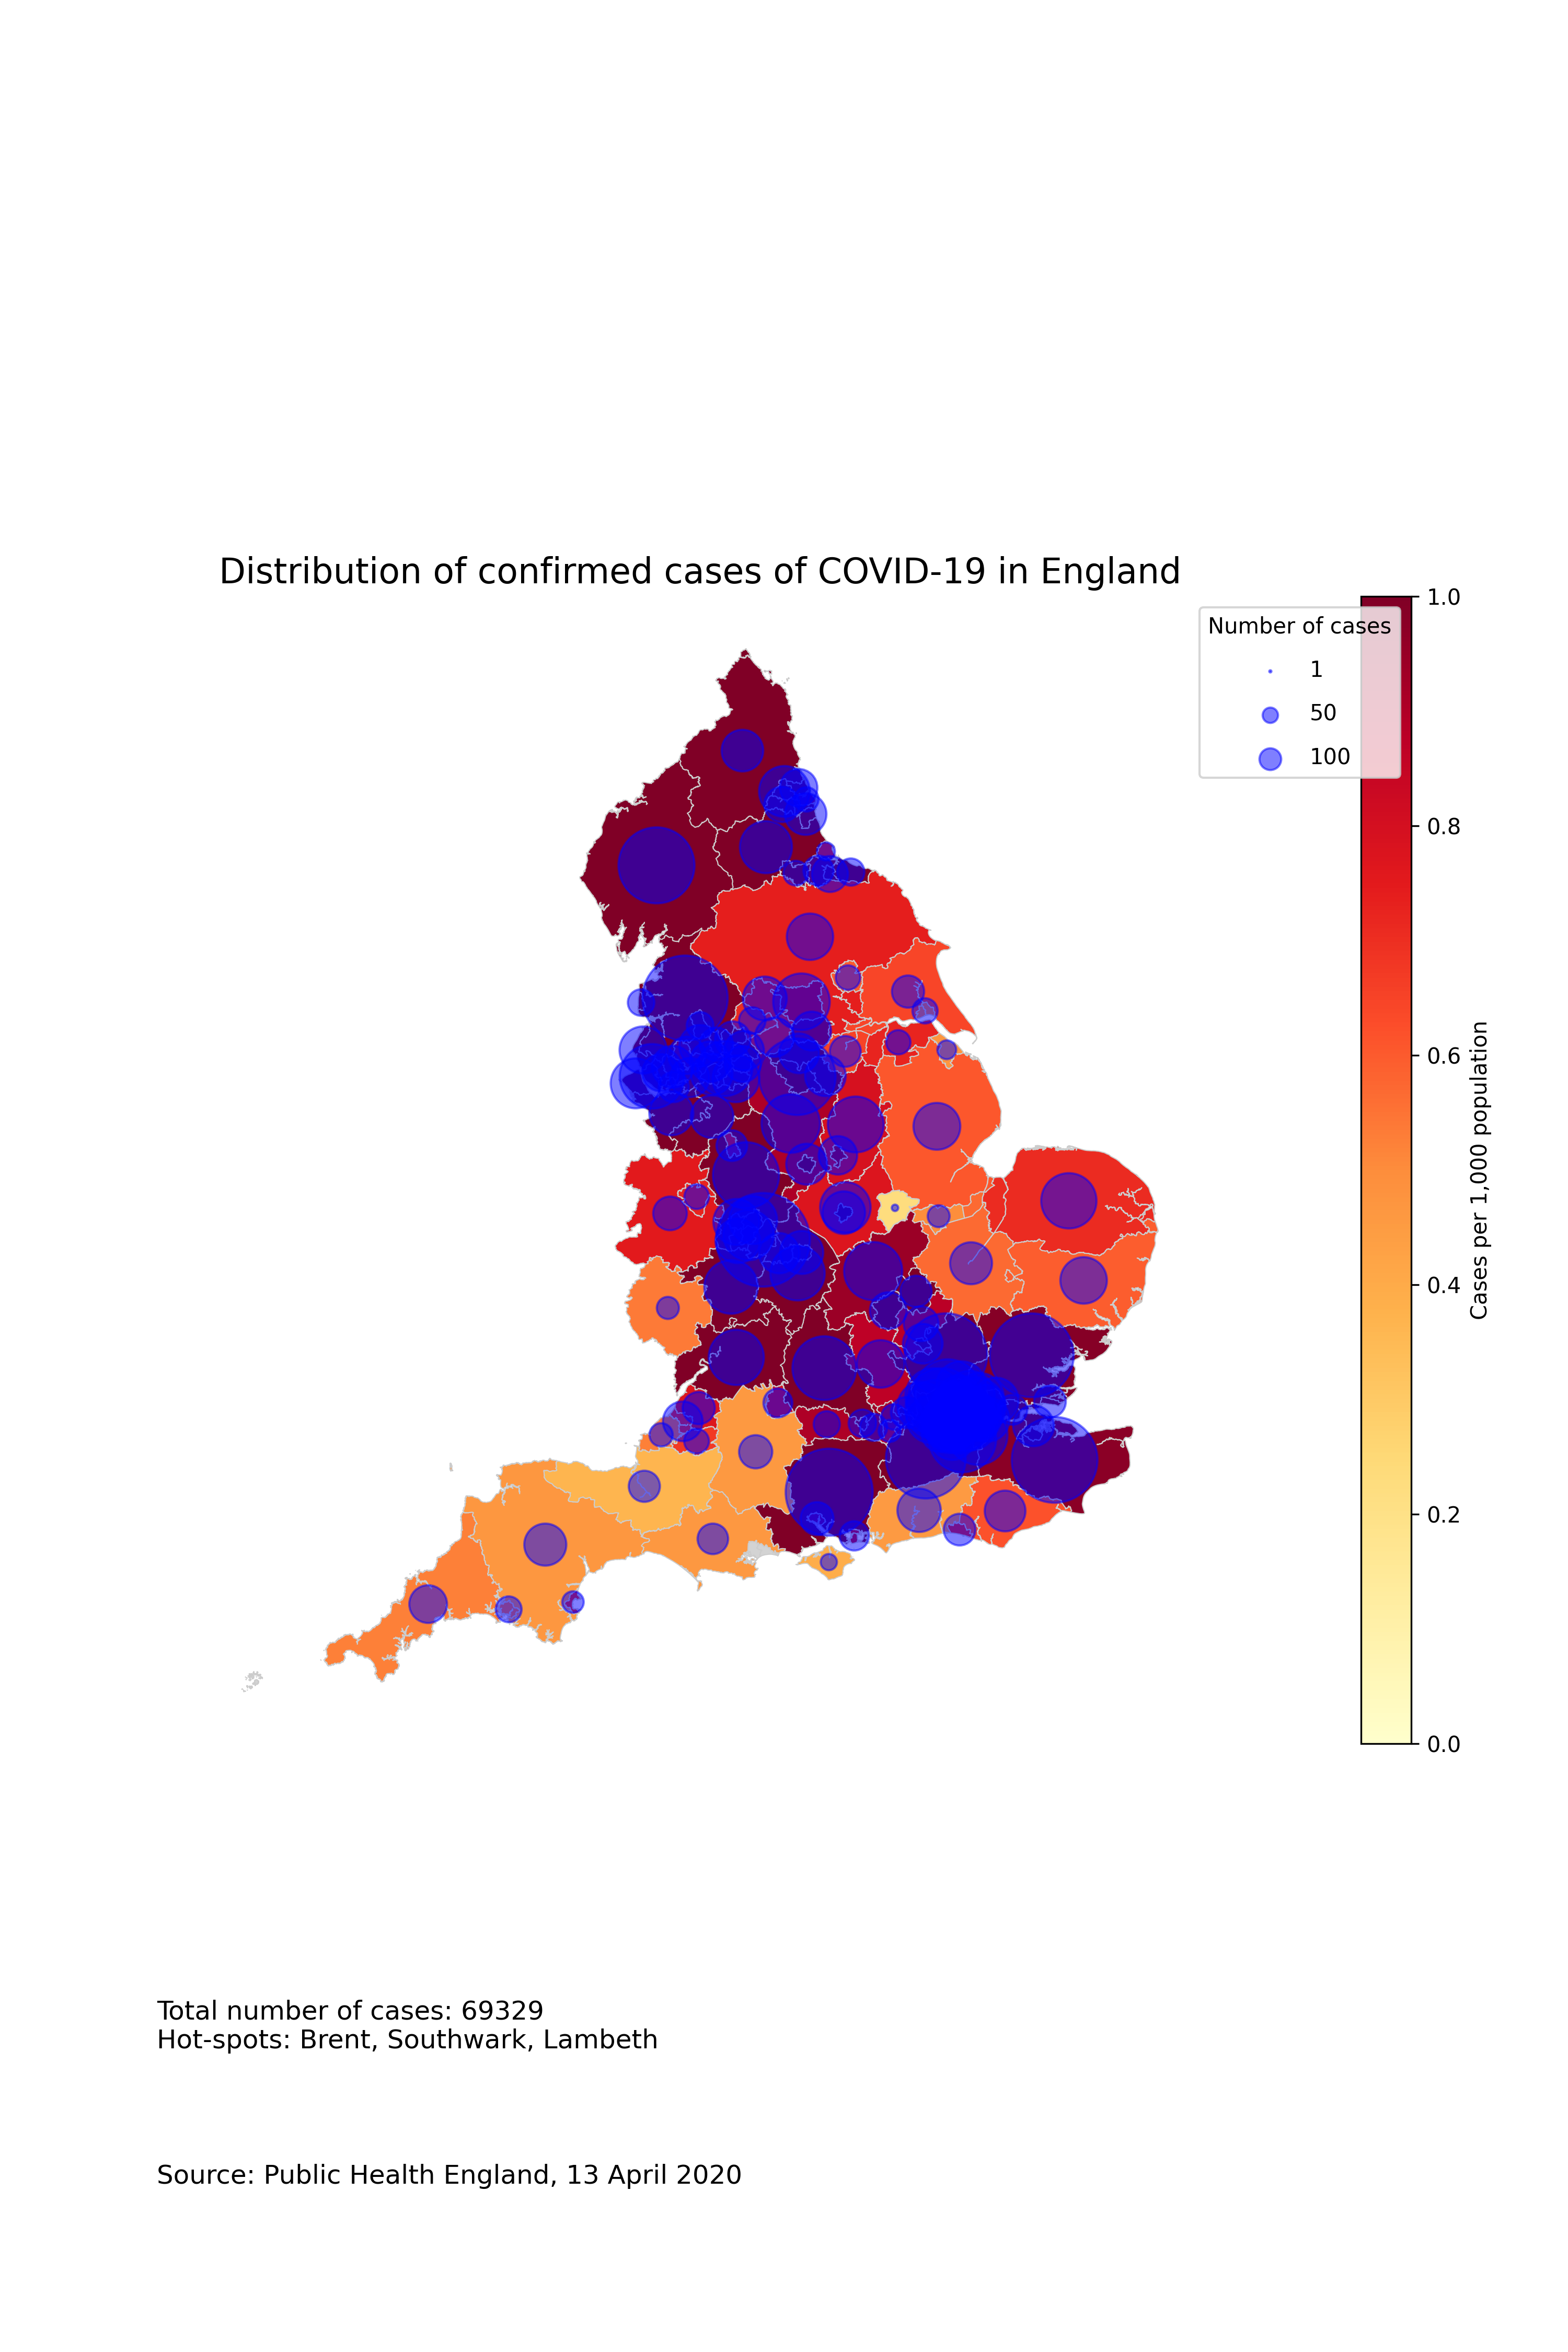 Distribution of confirmed cases of COVID-19 in England
Number of cases
1
50
100
1.0
0.8
0.6
0.4
0.2
0.0
Cases per 1,000 population
Total number of cases: 69329
Hot-spots: Brent, Southwark, Lambeth
Source: Public Health England, 13 April 2020